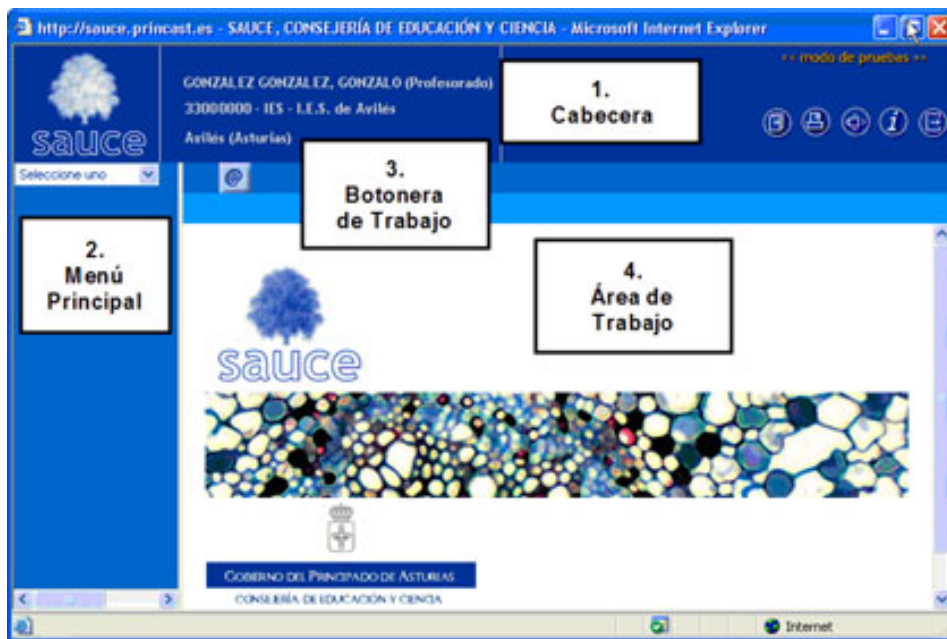 http://sauce.princast.es - SAUCE, CONSEJERÍA DE EDUCACIÓN Y CIENCIA - Microsoft Internet Explorer
<< modo de pruebas >>
GONZALEZ GONZALEZ, GONZALO (Profesorado)
33000000 - IES - I.E.S. de Avilés
Avilés (Asturias)
1.
Cabecera
sauce
Seleccione uno
@
3.
Botonera
de Trabajo
2.
Menú
Principal
4.
Área de
Trabajo
sauce
GOBIERNO DEL PRINCIPADO DE ASTURIAS
CONSEJERÍA DE EDUCACIÓN Y CIENCIA
Internet